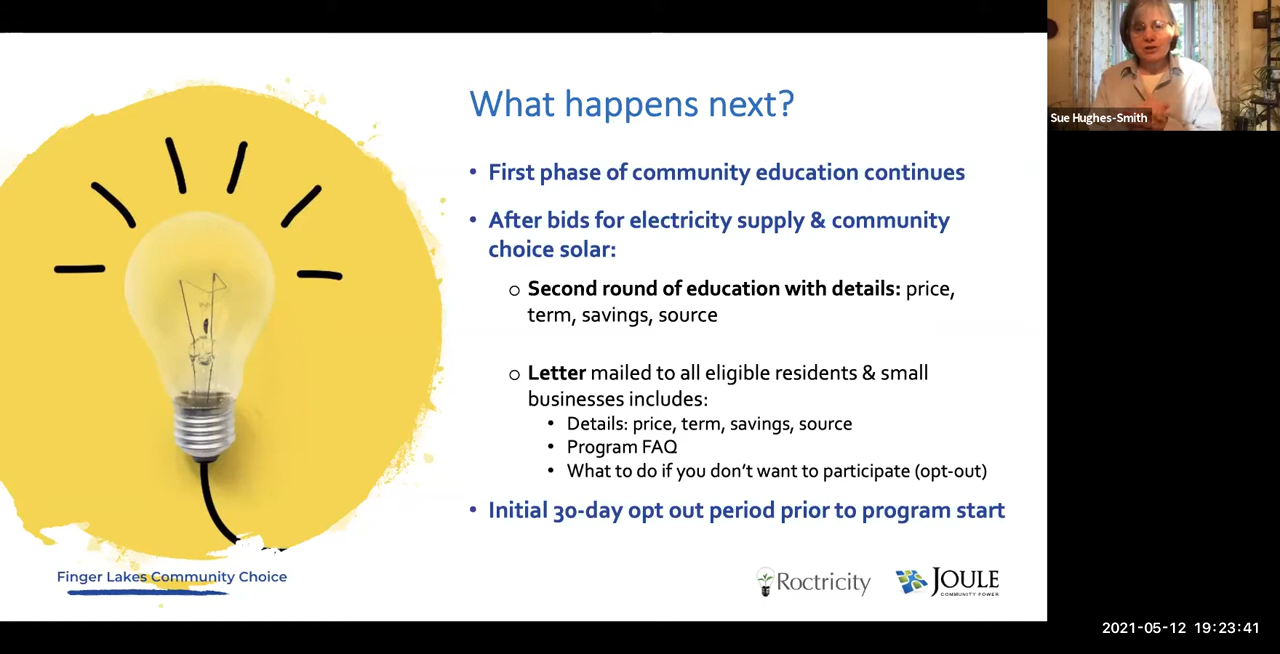 What happens next?
• First phase of community education continues
• After bids for electricity supply & community
choice solar:
o Second round of education with details: price,
term, savings, source
o Letter mailed to all eligible residents & small
businesses includes:
• Details: price, term, savings, source
• Program FAQ
• What to do if you don't want to participate (opt-out)
• Initial 30-day opt out period prior to program start
Finger Lakes Community Choice
Roctricity
JOULE
COMMUNITY POWER
Sue Hughes-Smith
2021-05-12 19:23:41